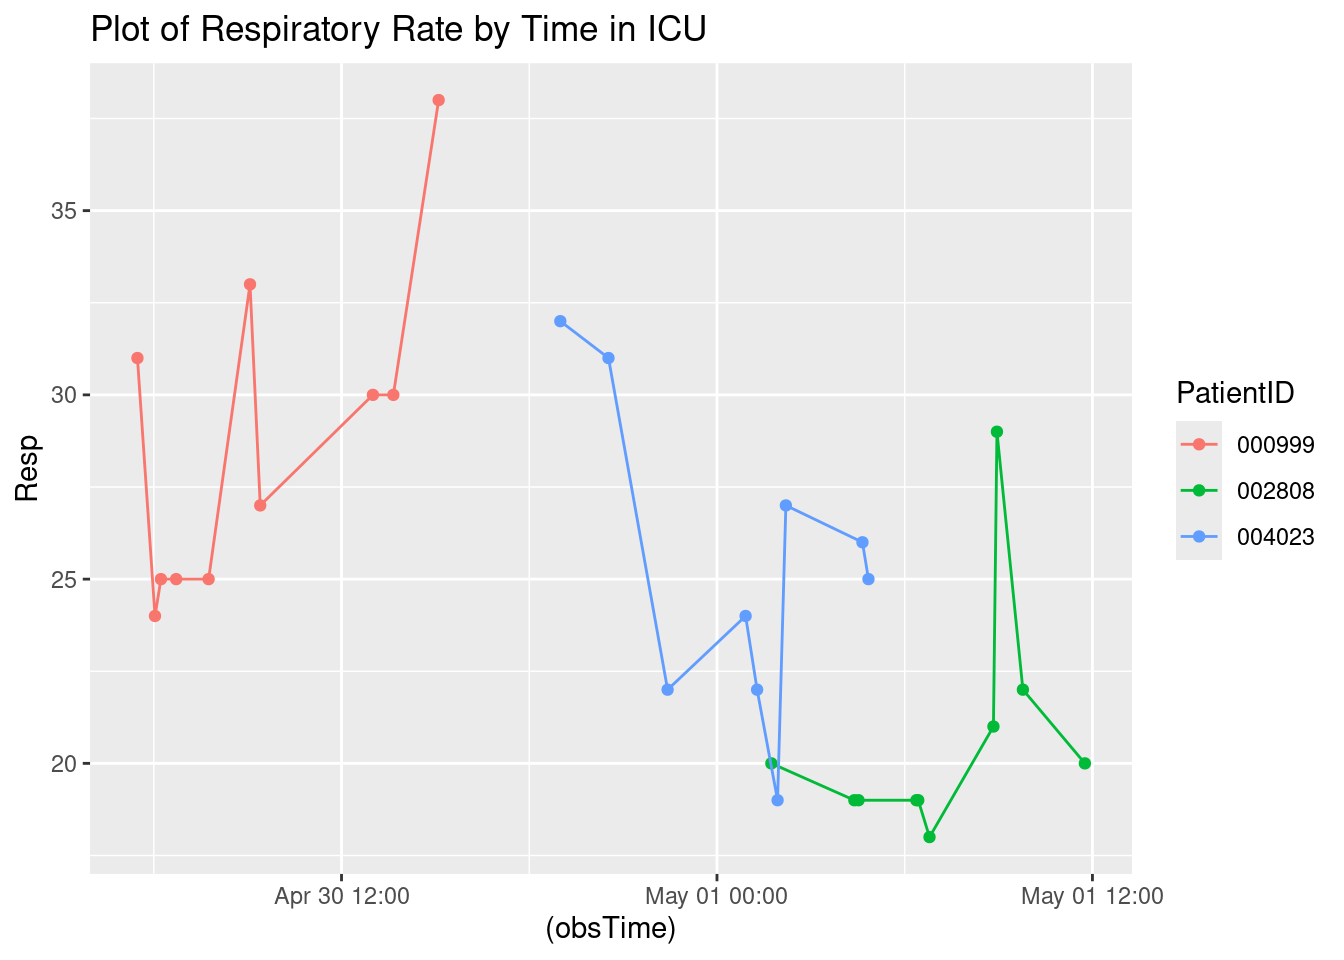 Plot of Respiratory Rate by Time in ICU
35
30
25
20
Resp
Apr 30 12:00
May 01 00:00
May 01 12:00
(obsTime)
PatientID
000999
002808
004023